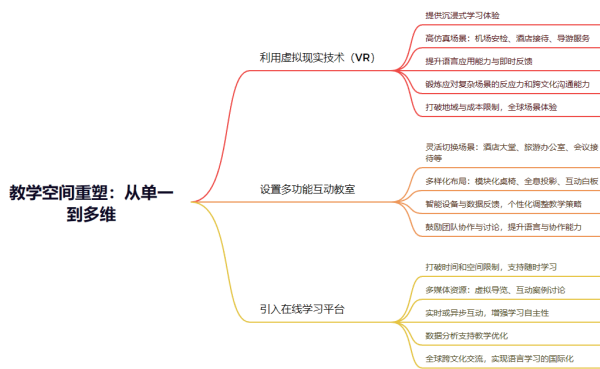 教学空间重塑：从单一
到多维
利用虚拟现实技术（VR）
提供沉浸式学习体验
高仿真场景：机场安检、酒店接待、导游服务
提升语言应用能力与即时反馈
锻炼应对复杂场景的反应力和跨文化沟通能力
打破地域与成本限制，全球场景体验
设置多功能互动教室
灵活切换场景：酒店大堂、旅游办公室、会议接
待等
多样化布局：模块化桌椅、全息投影、互动白板
智能设备与数据反馈，个性化调整教学策略
鼓励团队协作与讨论，提升语言与协作能力
引入在线学习平台
打破时间和空间限制，支持随时学习
多媒体资源：虚拟导览、互动案例讨论
实时或异步互动，增强学习自主性
数据分析支持教学优化
全球跨文化交流，实现语言学习的国际化